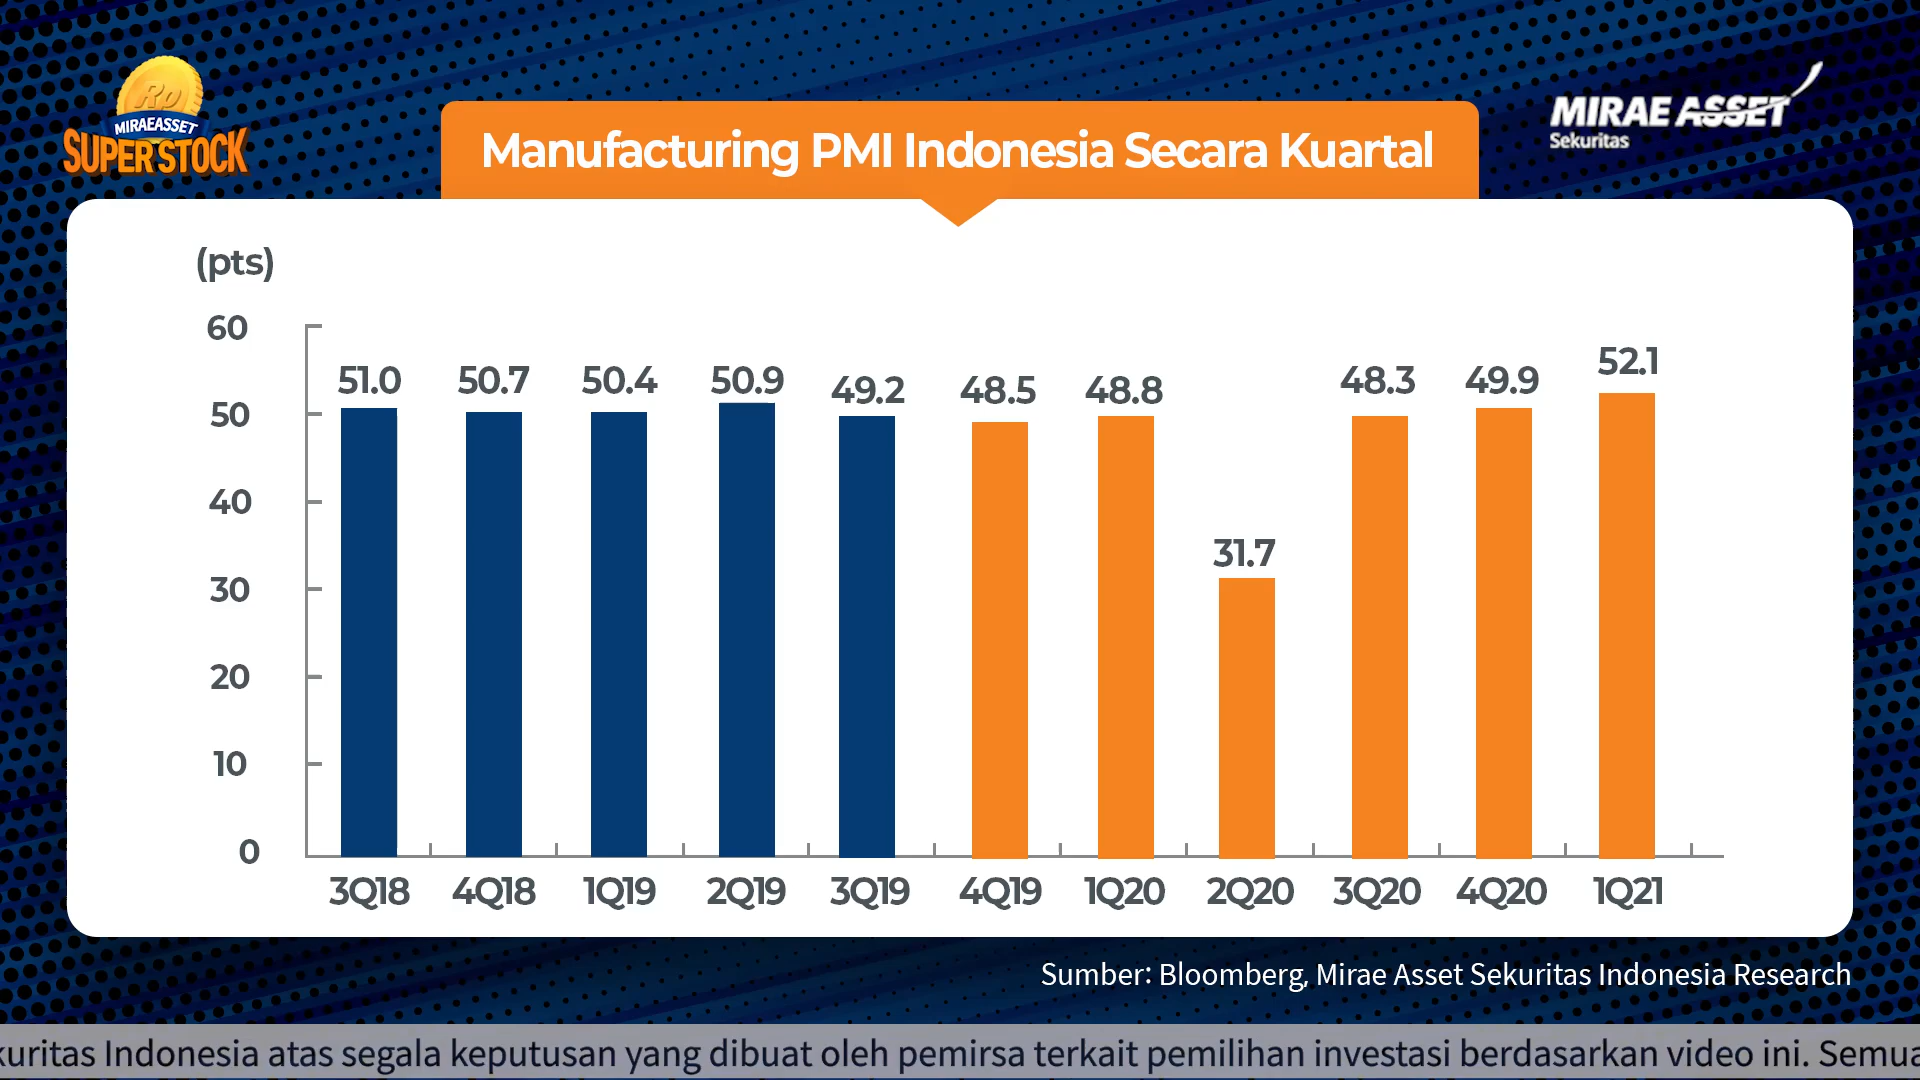 Rp
MIRAE ASSET
SUPERSTOCK
MIRAE ASSET
Sekuritas
Manufacturing PMI Indonesia Secara Kuartal
(pts)
60
50
40
30
20
10
0
51.0 50.7 50.4 50.9 49.2 48.5 48.8 31.7 48.3 49.9 52.1
3Q18 4Q18 1Q19 2Q19 3Q19 4Q19 1Q20 2Q20 3Q20 4Q20 1Q21
Sumber: Bloomberg, Mirae Asset Sekuritas Indonesia Research
kuritas Indonesia atas segala keputusan yang dibuat oleh pemirsa terkait pemilihan investasi berdasarkan video ini. Semua